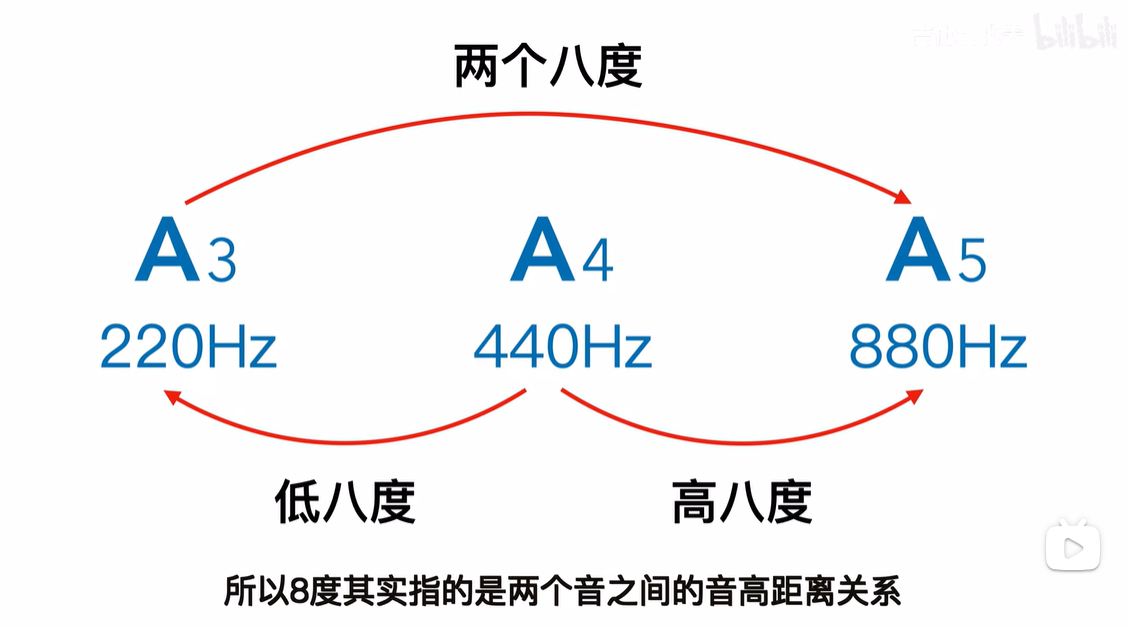 bilibili
两个八度
A3 A4 A5
220Hz 440Hz 880Hz
低八度 高八度
所以8度其实指的是两个音之间的音高距离关系